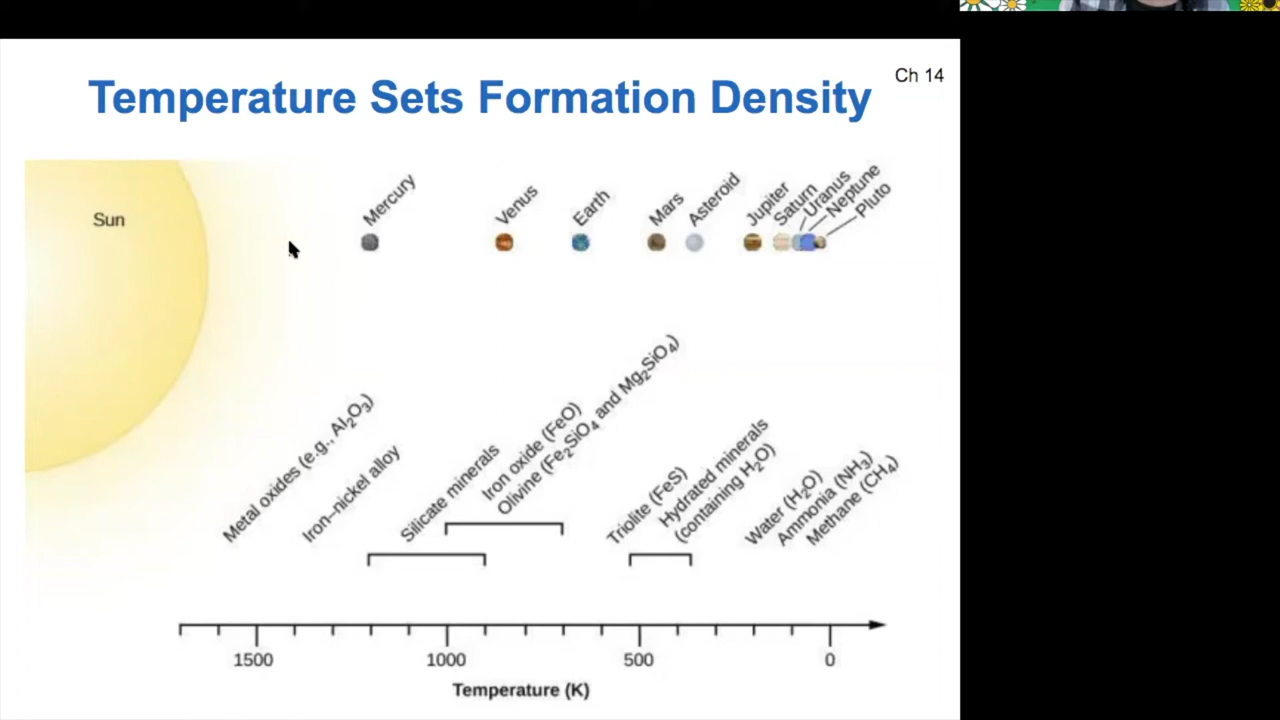 Ch 14
Temperature Sets Formation Density
Sun
Mercury
Venus
Earth
Mars
Asteroid
Jupiter
Saturn
Uranus
Neptune
Pluto
Metal oxides (e.g., Al₂O₃)
Iron–nickel alloy
Silicate minerals
Iron oxide (FeO)
Olivine (Fe₂SiO₄ and Mg₂SiO₄)
Triolite (FeS)
Hydrated minerals
(containing H₂O)
Water (H₂O)
Ammonia (NH₃)
Methane (CH₄)
1500
1000
500
0
Temperature (K)